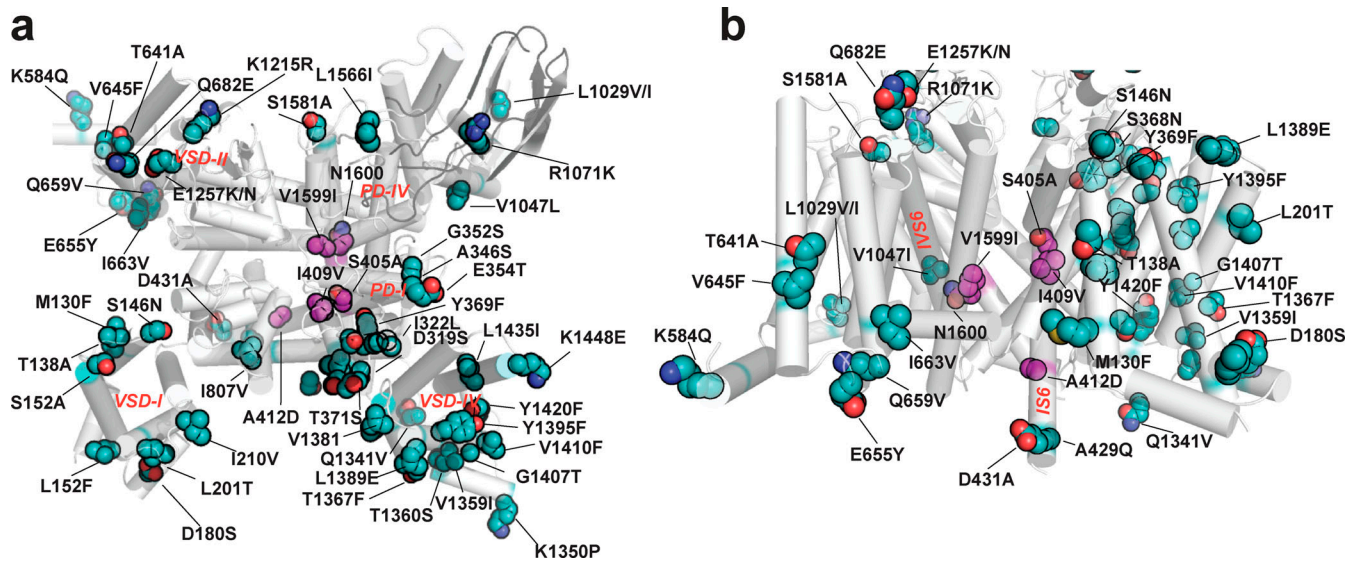 a
T641A
K1215R
K584Q
V645F
Q682E
L1566I
S1581A
L1029V/I
VSD-II
N1600
Q659V
E1257K/N
V1599I
PD-IV
R1071K
V1047L
E655Y
G352S
I663V
A346S
D431A
I409V
S405A
PD-I
E354T
M130F
S146N
Y369F
I322L
D319S
L1435I
K1448E
T138A
S152A
I807V
VSD-I
A412D
T371S
VSD-IV
Y1420F
V1381
Y1395F
I210V
Q1341V
V1410F
L152F
L201T
L1389E
G1407T
T1367F
V1359I
T1360S
D180S
K1350P
b
Q682E
E1257K/N
S1581A
R1071K
S146N
S368N
Y369F
L1389E
S405A
Y1395F
L1029V/I
IVS6
L201T
T641A
V1047I
V1599I
T138A
G1407T
V645F
I409V
Y1420F
V1410F
T1367F
N1600
V1359I
K584Q
I663V
M130F
D180S
A412D
Q659V
IS6
Q1341V
E655Y
A429Q
D431A